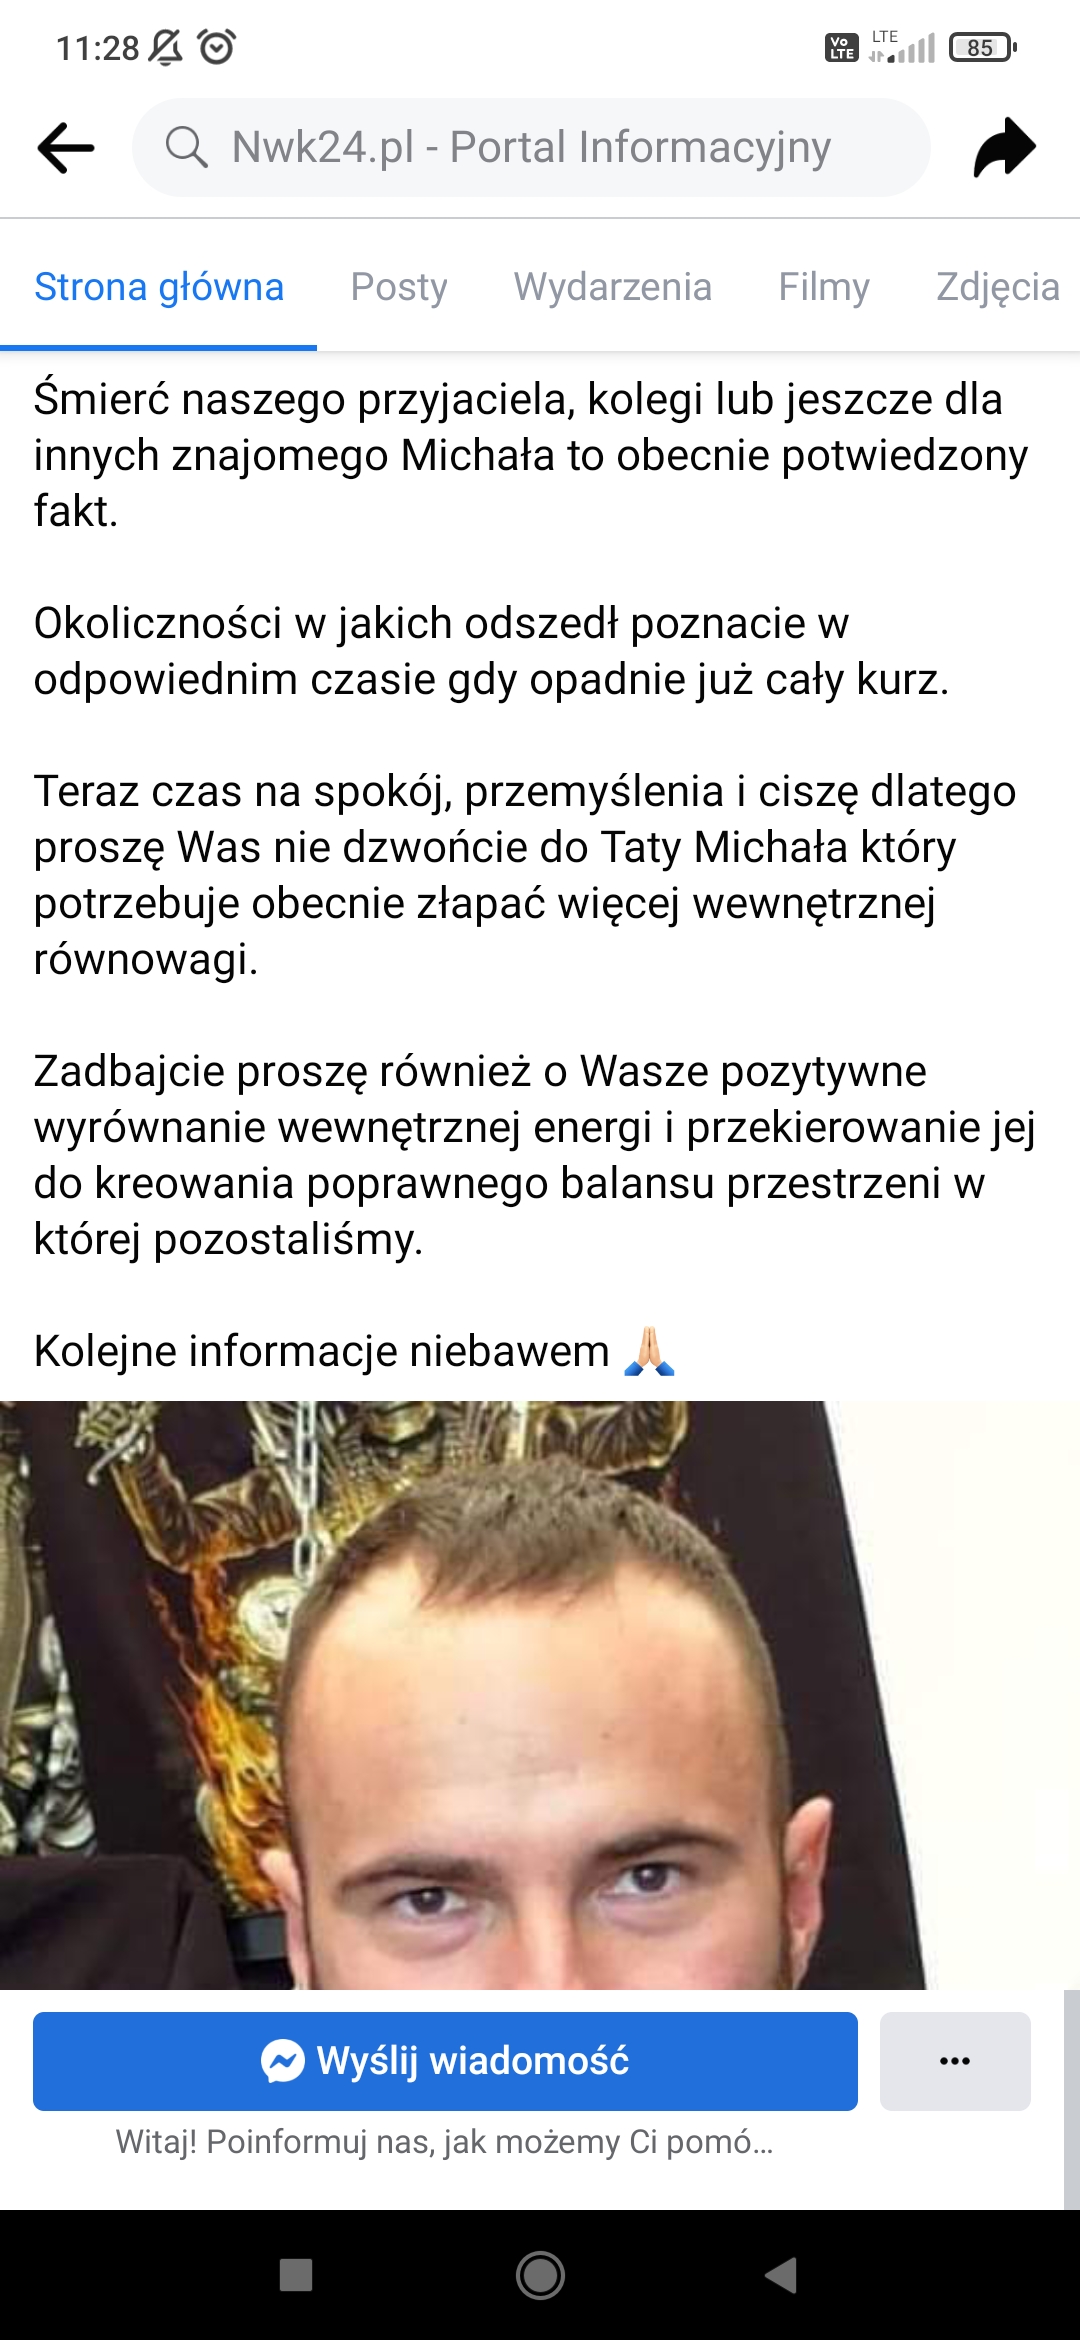 11:28
Vo LTE
LTE
85
Nwk24.pl - Portal Informacyjny
Strona główna Posty Wydarzenia Filmy Zdjęcia
Śmierć naszego przyjaciela, kolegi lub jeszcze dla
innych znajomego Michała to obecnie potwiedzony
fakt.
Okoliczności w jakich odszedł poznacie w
odpowiednim czasie gdy opadnie już cały kurz.
Teraz czas na spokój, przemyślenia i ciszę dlatego
proszę Was nie dzwońcie do Taty Michała który
potrzebuje obecnie złapać więcej wewnętrznej
równowagi.
Zadbajcie proszę również o Wasze pozytywne
wyrównanie wewnętrznej energi i przekierowanie jej
do kreowania poprawnego balansu przestrzeni w
której pozostaliśmy.
Kolejne informacje niebawem 🙏🏻
Wyślij wiadomość
...
Witaj! Poinformuj nas, jak możemy Ci pomó...